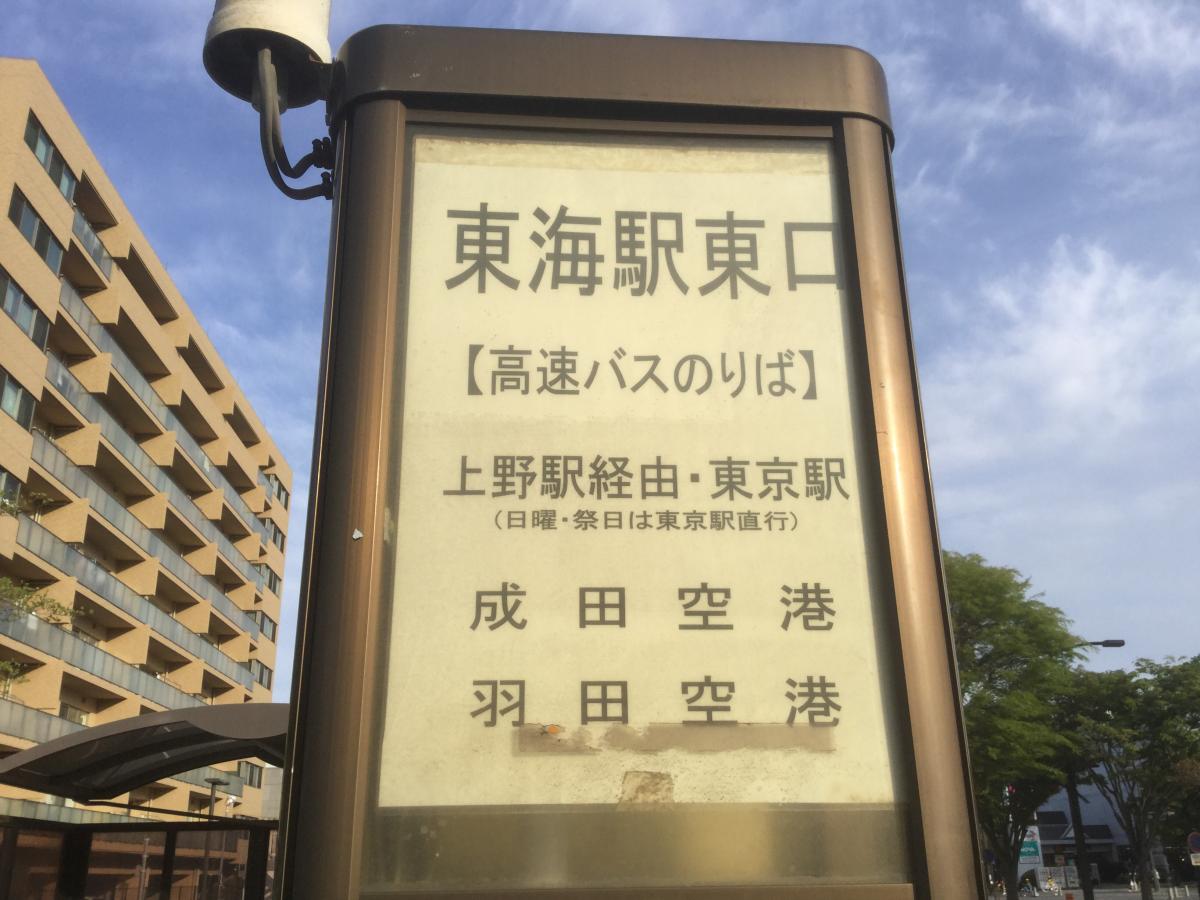 東海駅東口
【高速バスのりば】
上野駅経由・東京駅
(日曜・祭日は東京駅直行)
成田空港
羽田空港